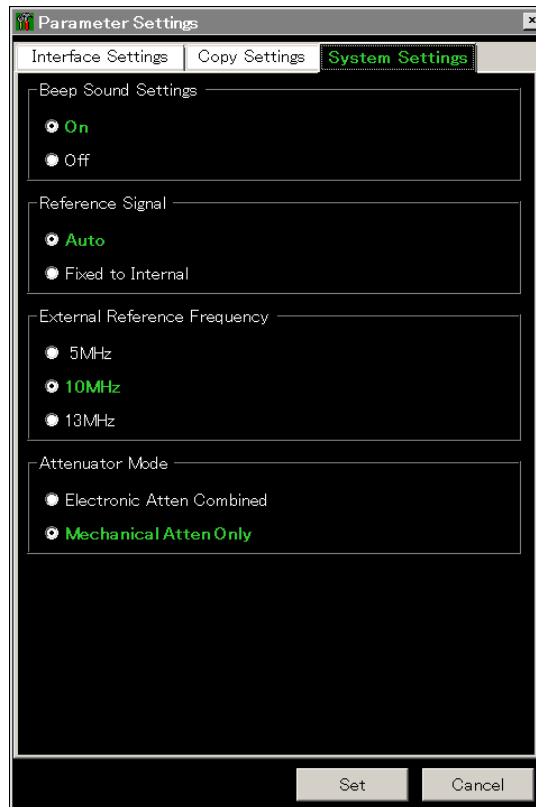 Parameter Settings
Interface Settings Copy Settings System Settings
Beep Sound Settings
On
Off
Reference Signal
Auto
Fixed to Internal
External Reference Frequency
5MHz
10MHz
13MHz
Attenuator Mode
Electronic Atten Combined
Mechanical Atten Only
Set Cancel